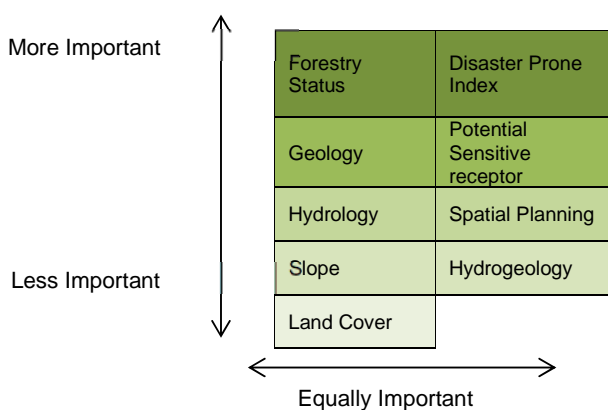 More Important
Forestry
Status
Disaster Prone
Index
Geology
Potential
Sensitive
receptor
Hydrology
Spatial Planning
Less Important
Slope
Hydrogeology
Land Cover
Equally Important